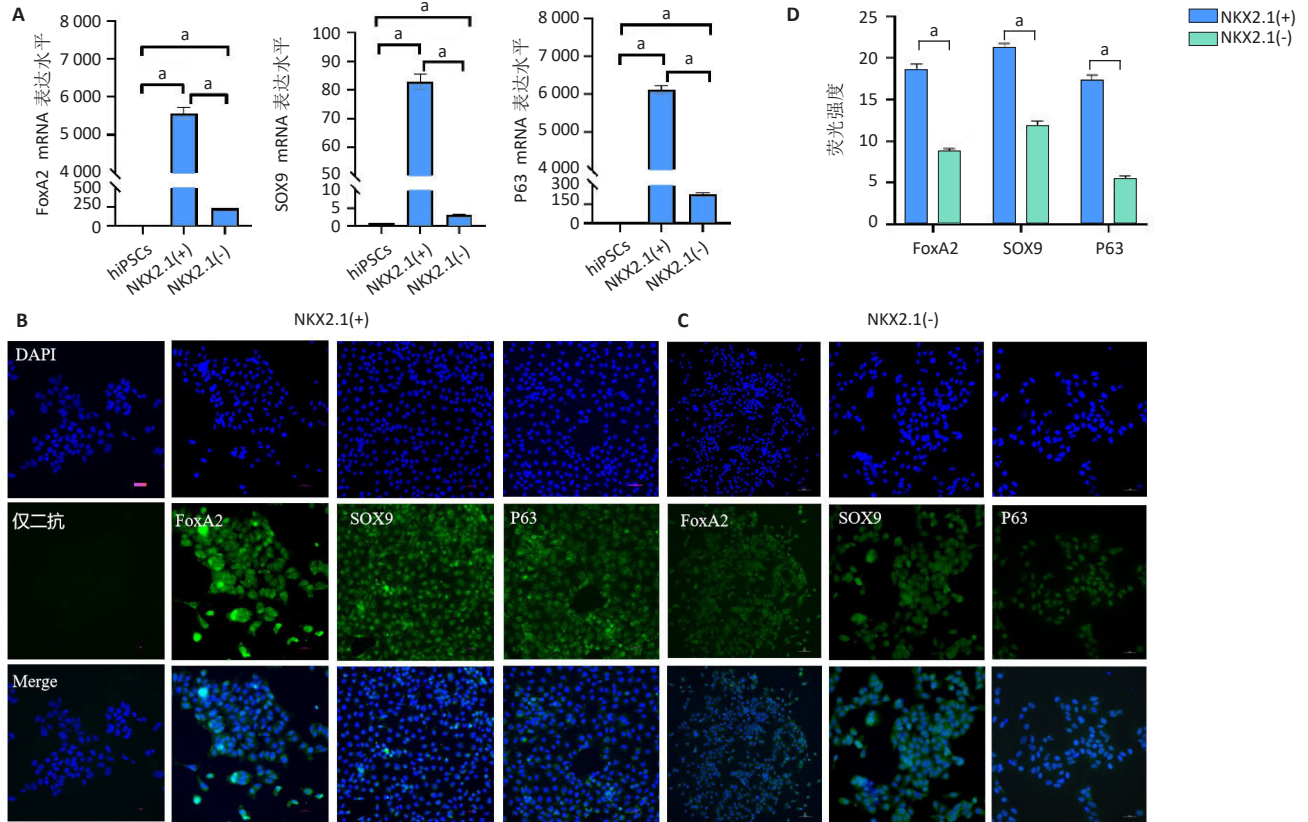 A
FoxA2 mRNA 表达水平
8 000
7 000
6 000
5 000
4 000
500
250
0
a
a
a
hiPSCs
NKX2.1(+)
NKX2.1(-)
SOX9 mRNA 表达水平
100
90
80
70
60
50
10
5
0
a
a
a
hiPSCs
NKX2.1(+)
NKX2.1(-)
P63 mRNA 表达水平
8 000
7 000
6 000
5 000
4 000
300
150
0
a
a
a
hiPSCs
NKX2.1(+)
NKX2.1(-)
D
荧光强度
25
20
15
10
5
0
a
a
a
FoxA2
SOX9
P63
NKX2.1(+)
NKX2.1(-)
B
NKX2.1(+)
DAPI
仅二抗
FoxA2
SOX9
P63
Merge
C
NKX2.1(-)
FoxA2
SOX9
P63